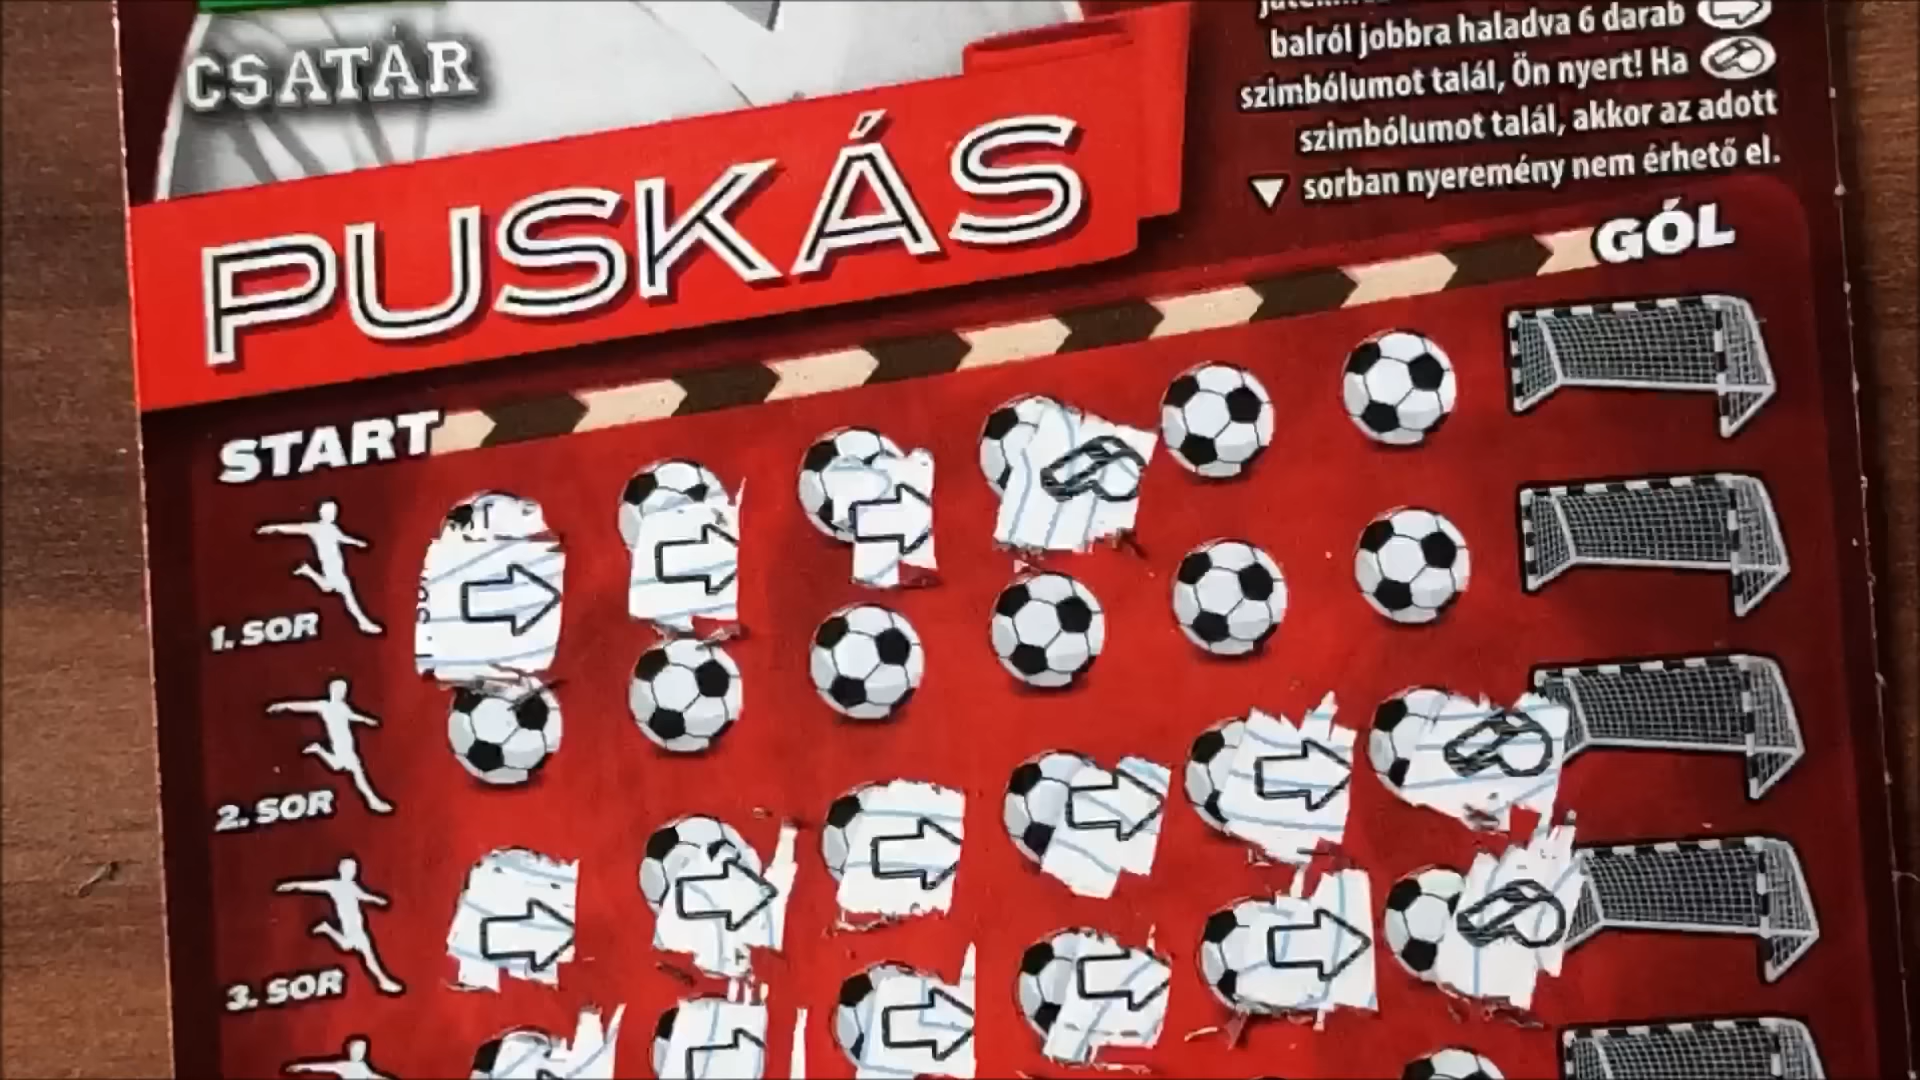 CSATÁR
balról jobbra haladva 6 darab
szimbólumot talál, Ön nyert! Ha
szimbólumot talál, akkor az adott
sorban nyeremény nem érhető el.
PUSKÁS
GÓL
START
1. SOR
2. SOR
3. SOR